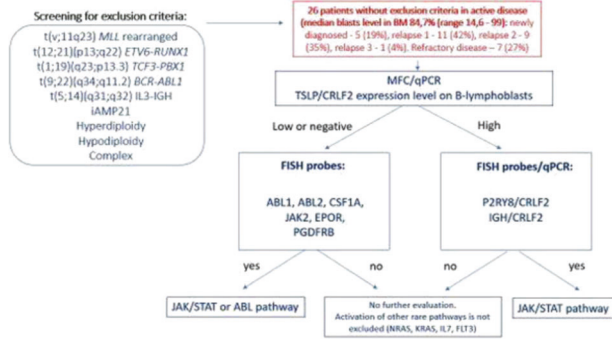 Screening for exclusion criteria:
t(v;11q23) MLL rearranged
t(12;21)(p13;q22) ETV6-RUNX1
t(1;19)(q23;p13.3) TCF3-PBX1
t(9;22)(q34;q11.2) BCR-ABL1
t(5;14)(q31;q32) IL3-IGH
iAMP21
Hyperdiploidy
Hypodiploidy
Complex
26 patients without exclusion criteria in active disease
(median blasts level in BM 84,7% (range 14,6 - 99): newly
diagnosed - 5 (19%), relapse 1 - 11 (42%), relapse 2 - 9
(35%), relapse 3 - 1 (4%). Refractory disease – 7 (27%)
MFC/qPCR
TSLP/CRLF2 expression level on B-lymphoblasts
Low or negative
High
FISH probes:
ABL1, ABL2, CSF1A,
JAK2, EPOR,
PGDFRB
FISH probes/qPCR:
P2RY8/CRLF2
IGH/CRLF2
yes
no
no
yes
JAK/STAT or ABL pathway
No further evaluation.
Activation of other rare pathways is not
excluded (NRAS, KRAS, IL7, FLT3)
JAK/STAT pathway